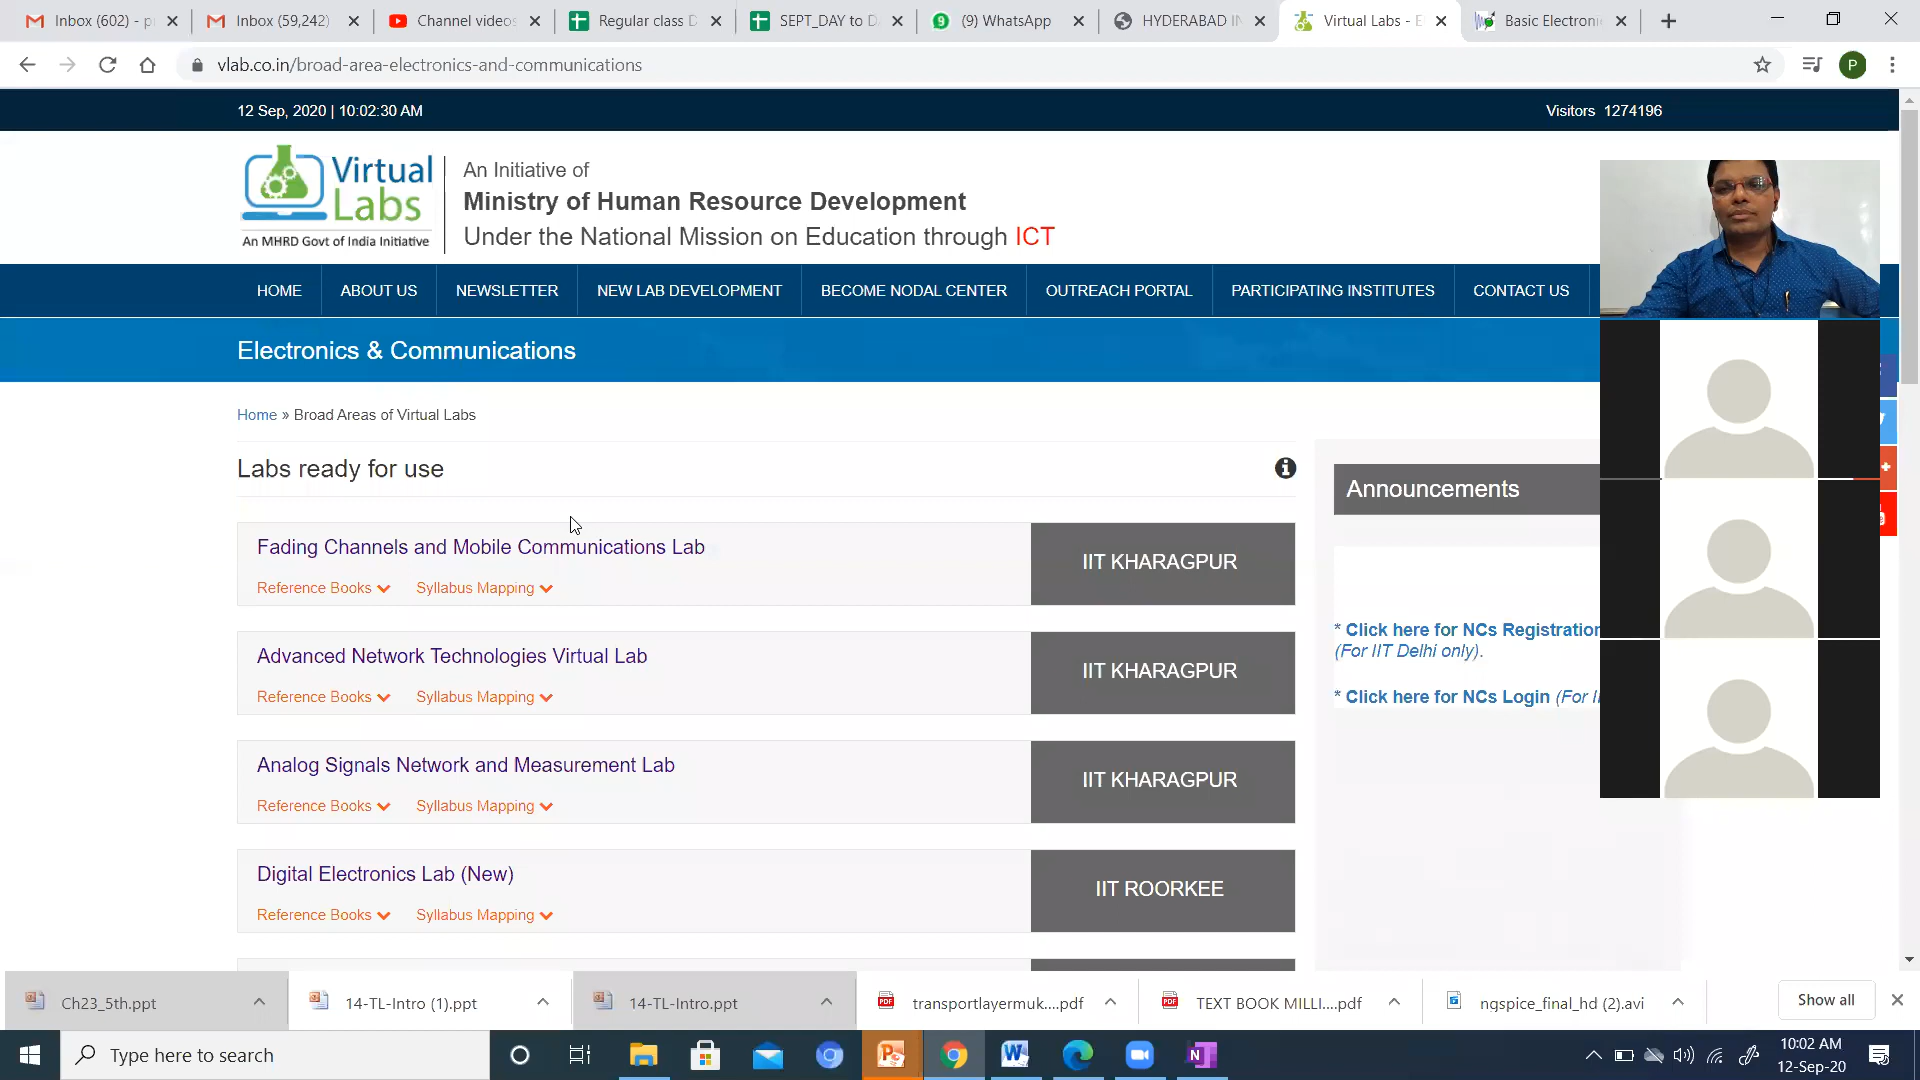 Inbox (602) - p
Inbox (59,242)
Channel videos
Regular class D
SEPT_DAY to D
(9) WhatsApp
HYDERABAD IN
Virtual Labs - E
Basic Electroni
vlab.co.in/broad-area-electronics-and-communications
P
12 Sep, 2020 | 10:02:30 AM
Visitors 1274196
Virtual Labs
An MHRD Govt of India Initiative
An Initiative of
Ministry of Human Resource Development
Under the National Mission on Education through ICT
HOME
ABOUT US
NEWSLETTER
NEW LAB DEVELOPMENT
BECOME NODAL CENTER
OUTREACH PORTAL
PARTICIPATING INSTITUTES
CONTACT US
Electronics & Communications
Home » Broad Areas of Virtual Labs
Labs ready for use
Fading Channels and Mobile Communications Lab
Reference Books
Syllabus Mapping
IIT KHARAGPUR
Advanced Network Technologies Virtual Lab
Reference Books
Syllabus Mapping
IIT KHARAGPUR
Analog Signals Network and Measurement Lab
Reference Books
Syllabus Mapping
IIT KHARAGPUR
Digital Electronics Lab (New)
Reference Books
Syllabus Mapping
IIT ROORKEE
Announcements
* Click here for NCs Registration
(For IIT Delhi only).
* Click here for NCs Login (For I
Ch23_5th.ppt
14-TL-Intro (1).ppt
14-TL-Intro.ppt
transportlayermuk....pdf
TEXT BOOK MILLI....pdf
ngspice_final_hd (2).avi
Show all
Type here to search
10:02 AM
12-Sep-20